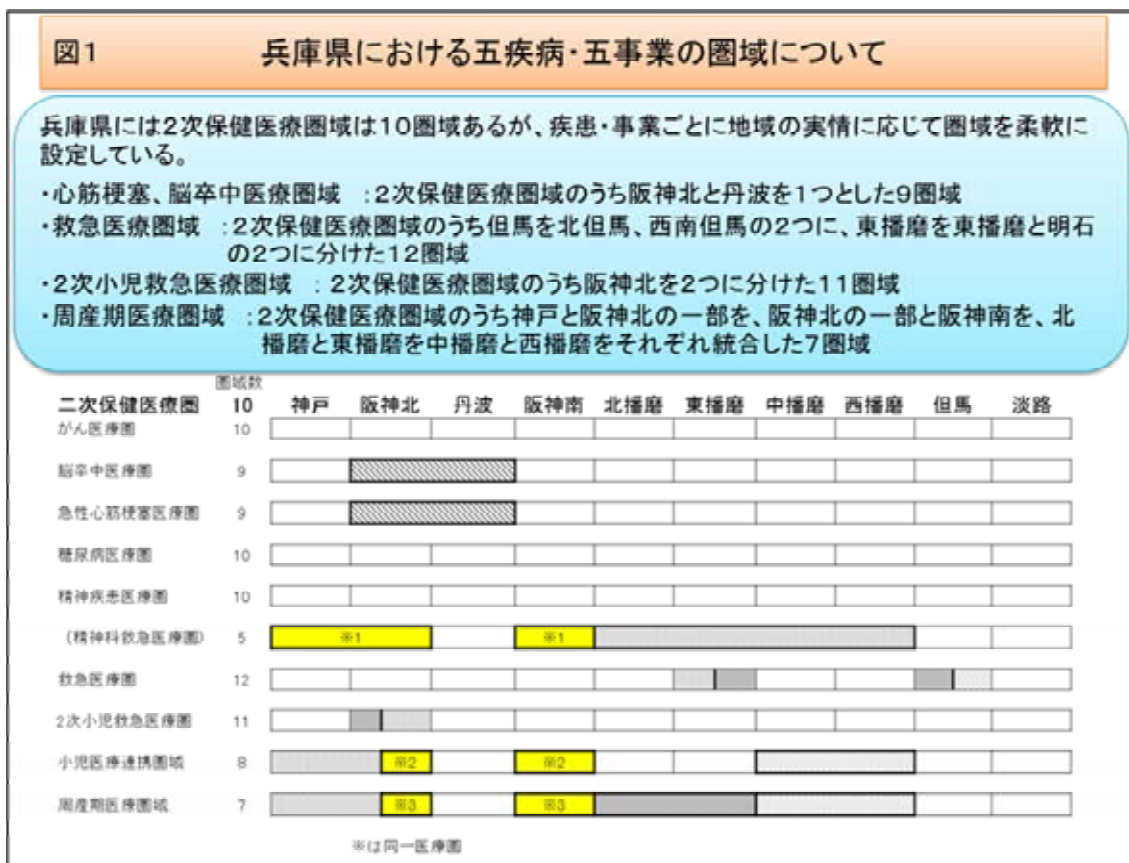 図1 兵庫県における五疾病・五事業の圏域について
兵庫県には2次保健医療圏域は10圏域あるが、疾患・事業ごとに地域の実情に応じて圏域を柔軟に
設定している。
・心筋梗塞、脳卒中医療圏域 :2次保健医療圏域のうち阪神北と丹波を1つとした9圏域
・救急医療圏域 :2次保健医療圏域のうち但馬を北但馬、西南但馬の2つに、東播磨を東播磨と明石
の2つに分けた12圏域
・2次小児救急医療圏域 : 2次保健医療圏域のうち阪神北を2つに分けた11圏域
・周産期医療圏域 :2次保健医療圏域のうち神戸と阪神北の一部を、阪神北の一部と阪神南を、北
播磨と東播磨を中播磨と西播磨をそれぞれ統合した7圏域
圏域数
二次保健医療圏 10 神戸 阪神北 丹波 阪神南 北播磨 東播磨 中播磨 西播磨 但馬 淡路
がん医療圏 10
脳卒中医療圏 9
急性心筋梗塞医療圏 9
糖尿病医療圏 10
精神疾患医療圏 10
(精神科救急医療圏) 5 ※1 ※1
救急医療圏 12
2次小児救急医療圏 11
小児医療連携圏域 8 ※2 ※2
周産期医療圏域 7 ※3 ※3
※は同一医療圏